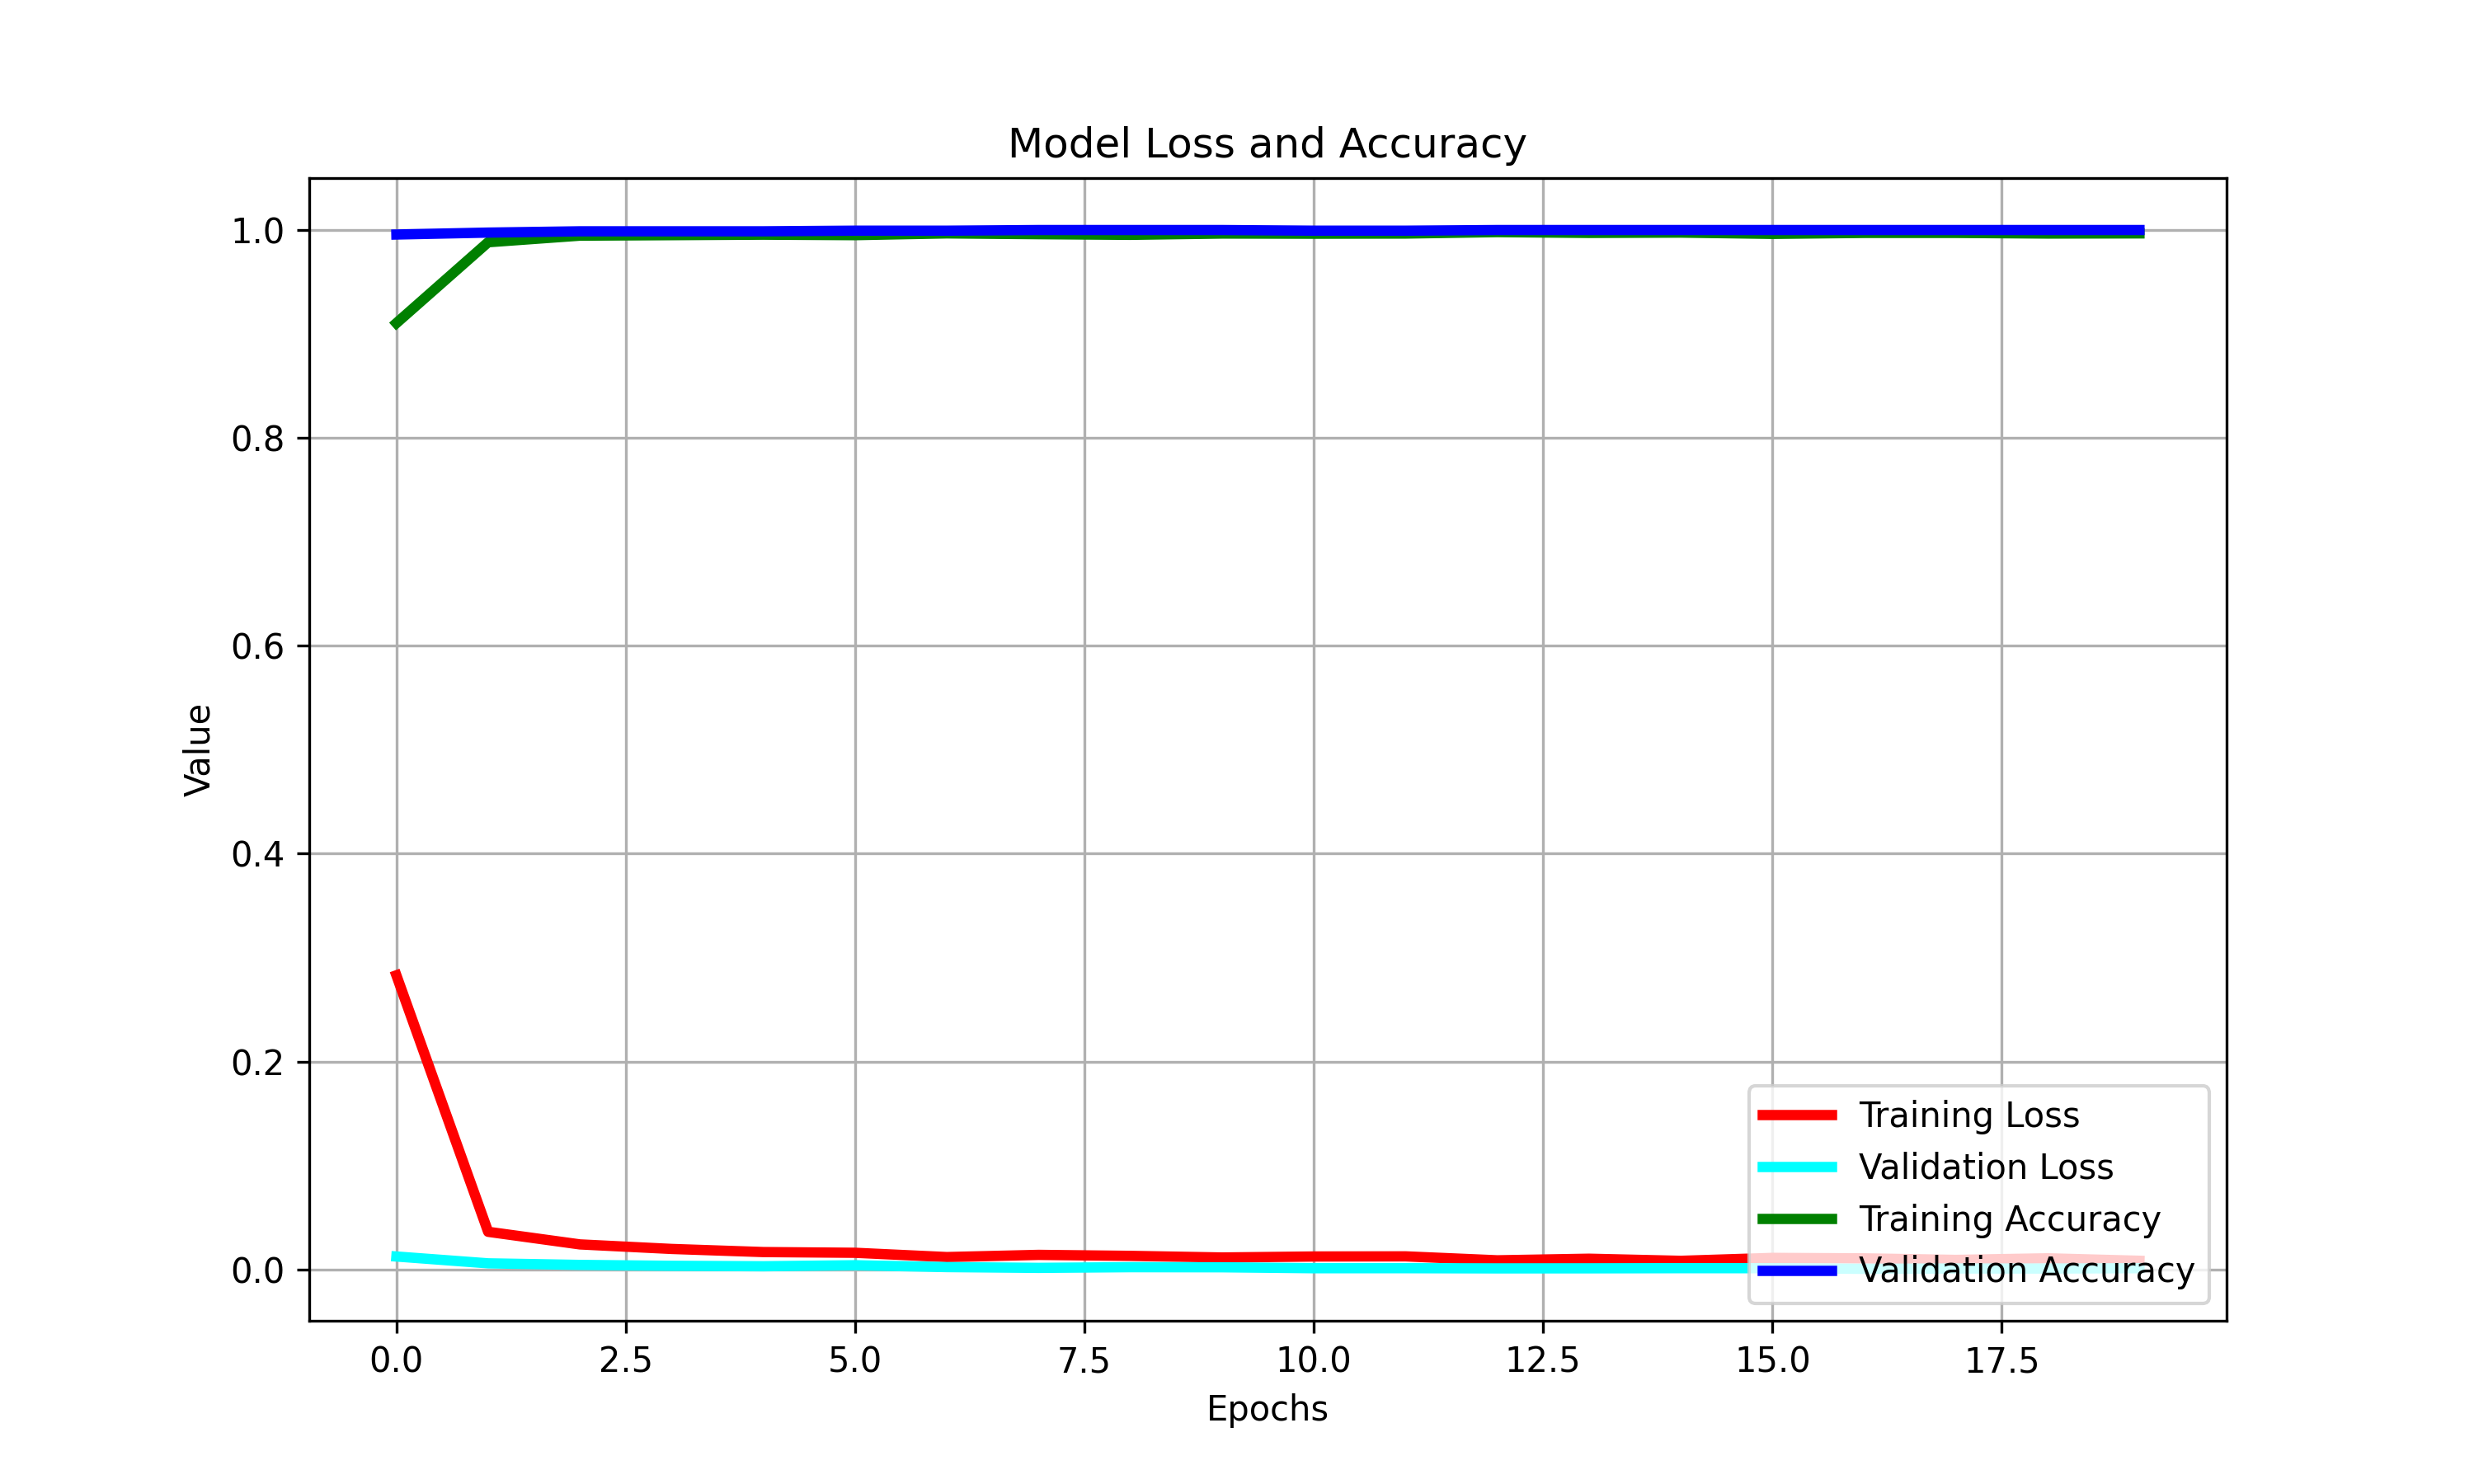 Model Loss and Accuracy
1.0
0.8
0.6
0.4
0.2
0.0
Value
Training Loss
Validation Loss
Training Accuracy
Validation Accuracy
0.0 2.5 5.0 7.5 10.0 12.5 15.0 17.5
Epochs